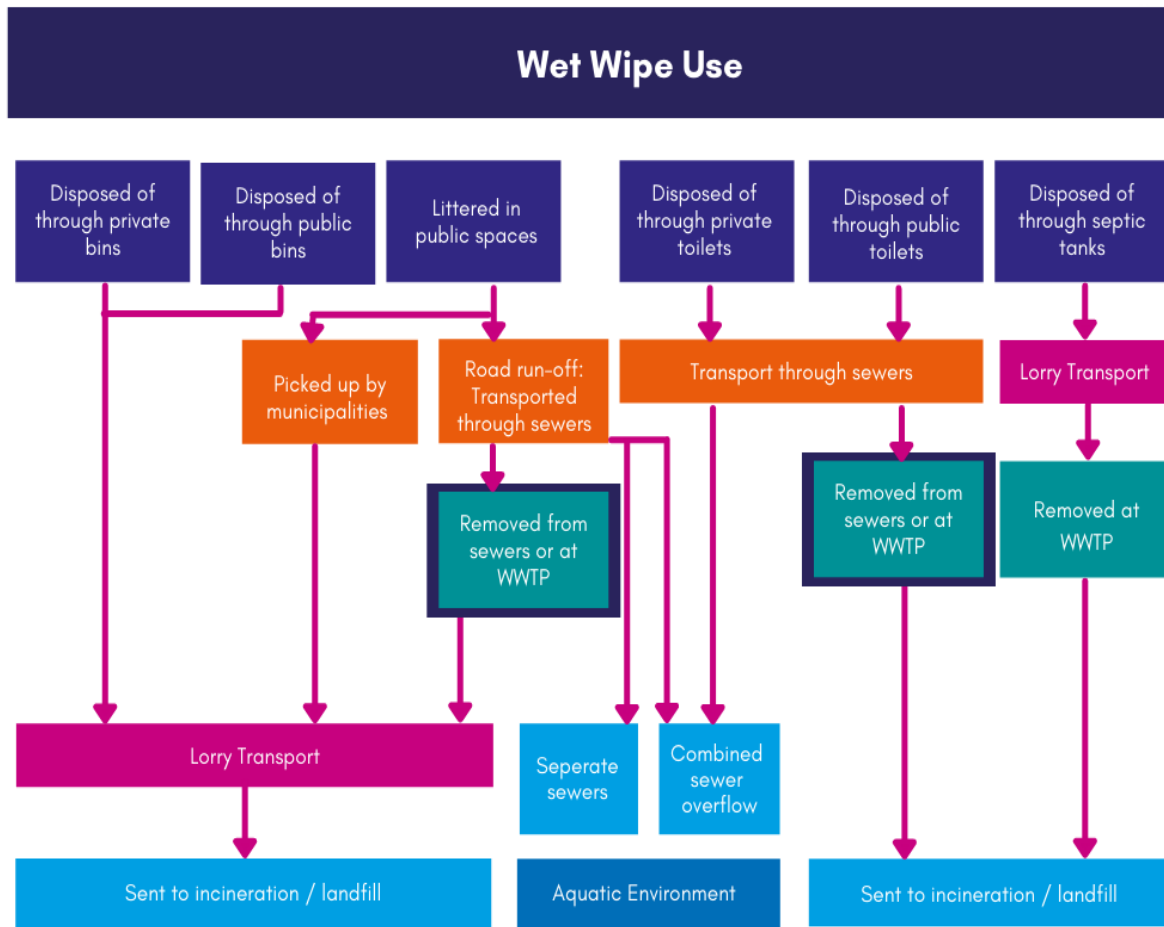 Wet Wipe Use
Disposed of
through private
bins
Disposed of
through public
bins
Littered in
public spaces
Disposed of
through private
toilets
Disposed of
through public
toilets
Disposed of
through septic
tanks
Picked up by
municipalities
Road run-off:
Transported
through sewers
Transport through sewers
Lorry Transport
Removed from
sewers or at
WWTP
Removed from
sewers or at
WWTP
Removed at
WWTP
Lorry Transport
Seperate
sewers
Combined
sewer
overflow
Sent to incineration / landfill
Aquatic Environment
Sent to incineration / landfill